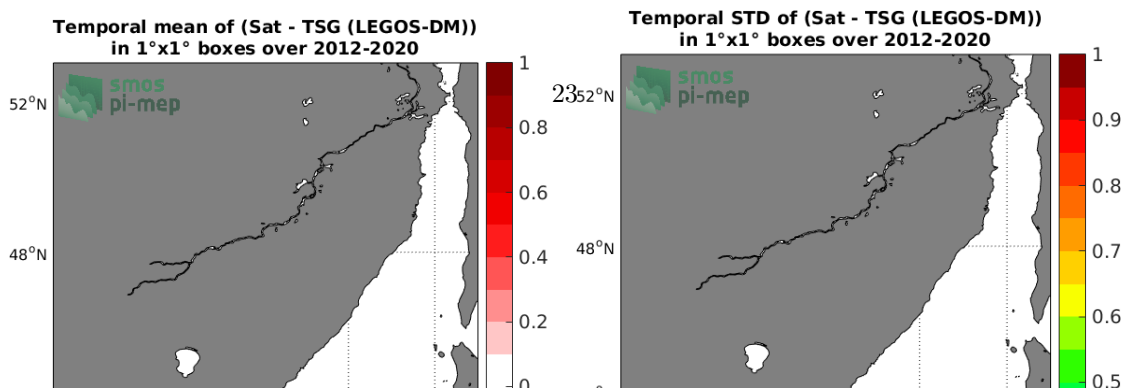 Temporal mean of (Sat - TSG (LEGOS-DM))
in 1°x1° boxes over 2012-2020
smos
pi-mep
52°N
48°N
1
0.8
0.6
0.4
0.2
0
23
Temporal STD of (Sat - TSG (LEGOS-DM))
in 1°x1° boxes over 2012-2020
smos
pi-mep
52°N
48°N
1
0.9
0.8
0.7
0.6
0.5